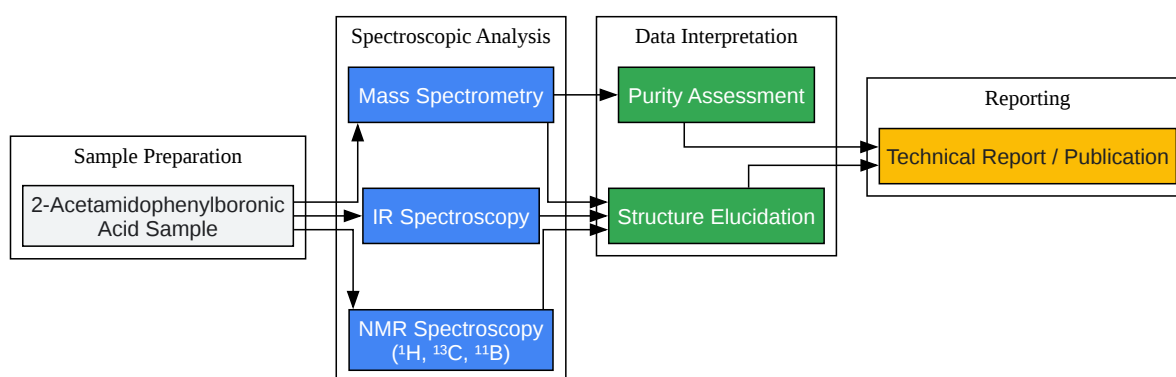 Sample Preparation
2-Acetamidophenylboronic
Acid Sample
Spectroscopic Analysis
Mass Spectrometry
IR Spectroscopy
NMR Spectroscopy
(¹H, ¹³C, ¹¹B)
Data Interpretation
Purity Assessment
Structure Elucidation
Reporting
Technical Report / Publication